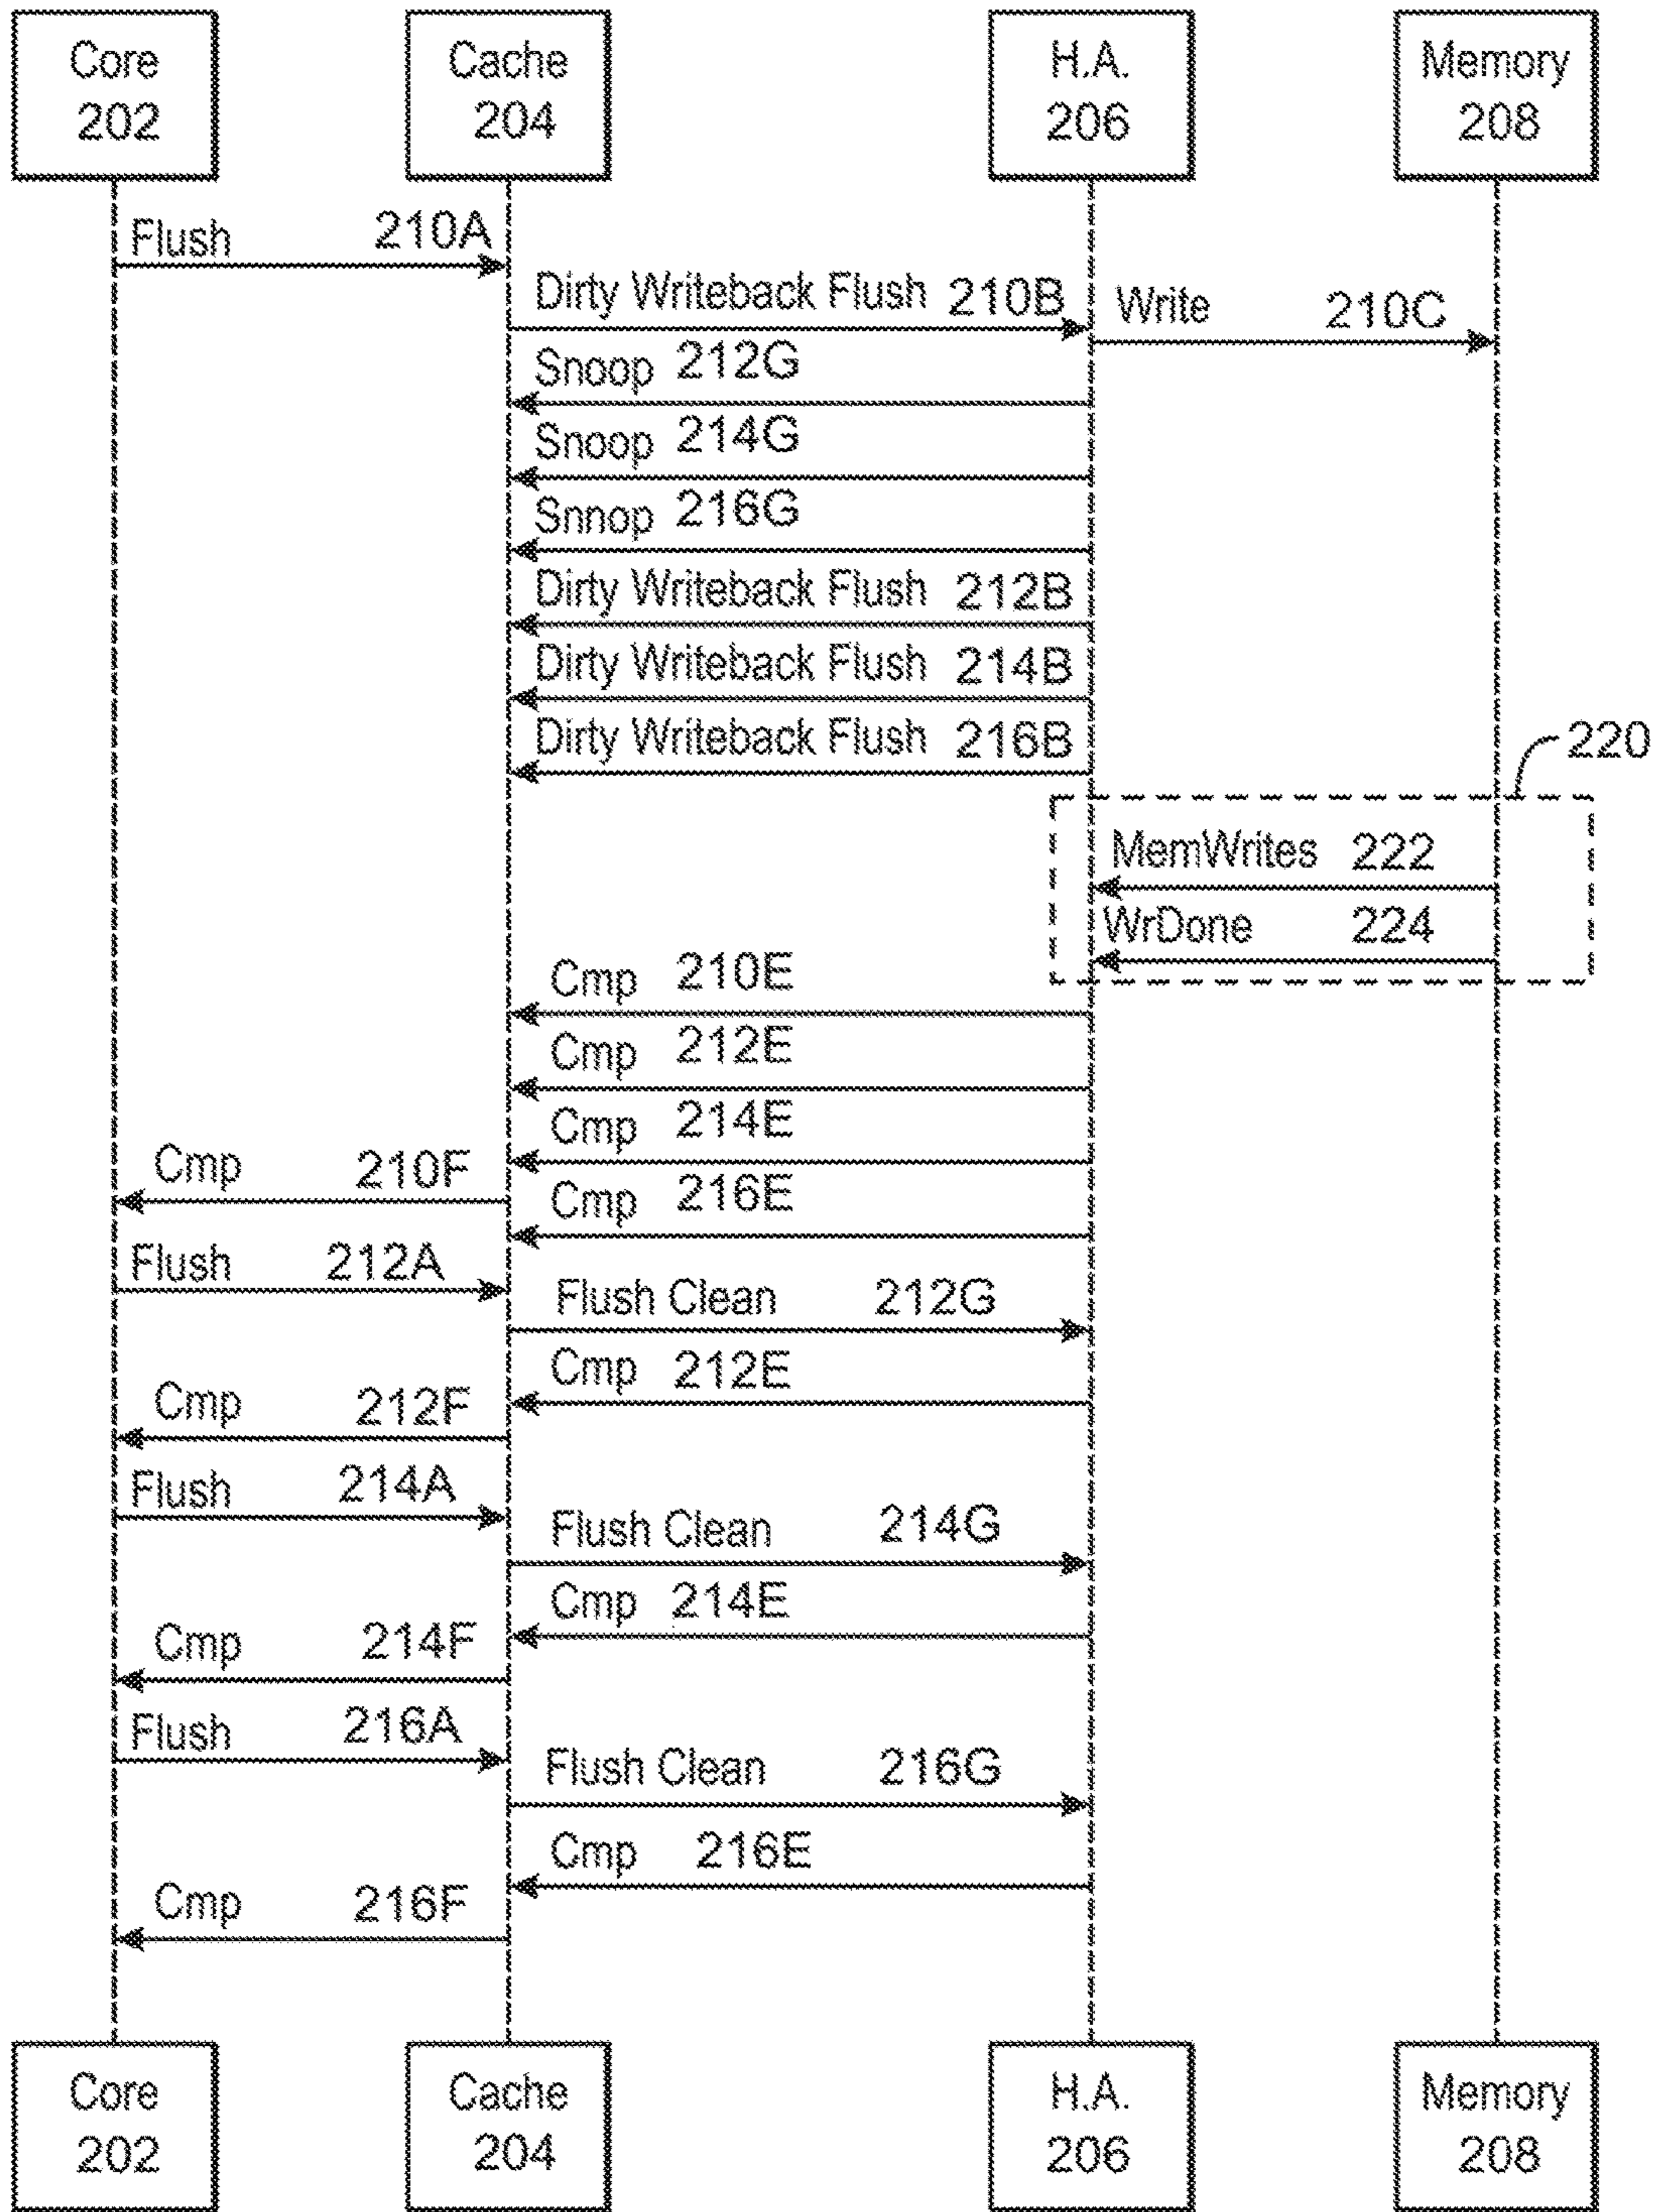 Core Cache H.A. Memory
202 204 206 208
Flush 210A
Dirty Writeback Flush 210B Write 210C
Snoop 212G
Snoop 214G
Snnop 216G
Dirty Writeback Flush 212B
Dirty Writeback Flush 214B
Dirty Writeback Flush 216B 220
MemWrites 222
WrDone 224
Cmp 210E
Cmp 212E
Cmp 214E
Cmp 210F
Cmp 216E
Flush 212A
Flush Clean 212G
Cmp 212E
Cmp 212F
Flush 214A
Flush Clean 214G
Cmp 214E
Cmp 214F
Flush 216A
Flush Clean 216G
Cmp 216E
Cmp 216F
Core Cache H.A. Memory
202 204 206 208